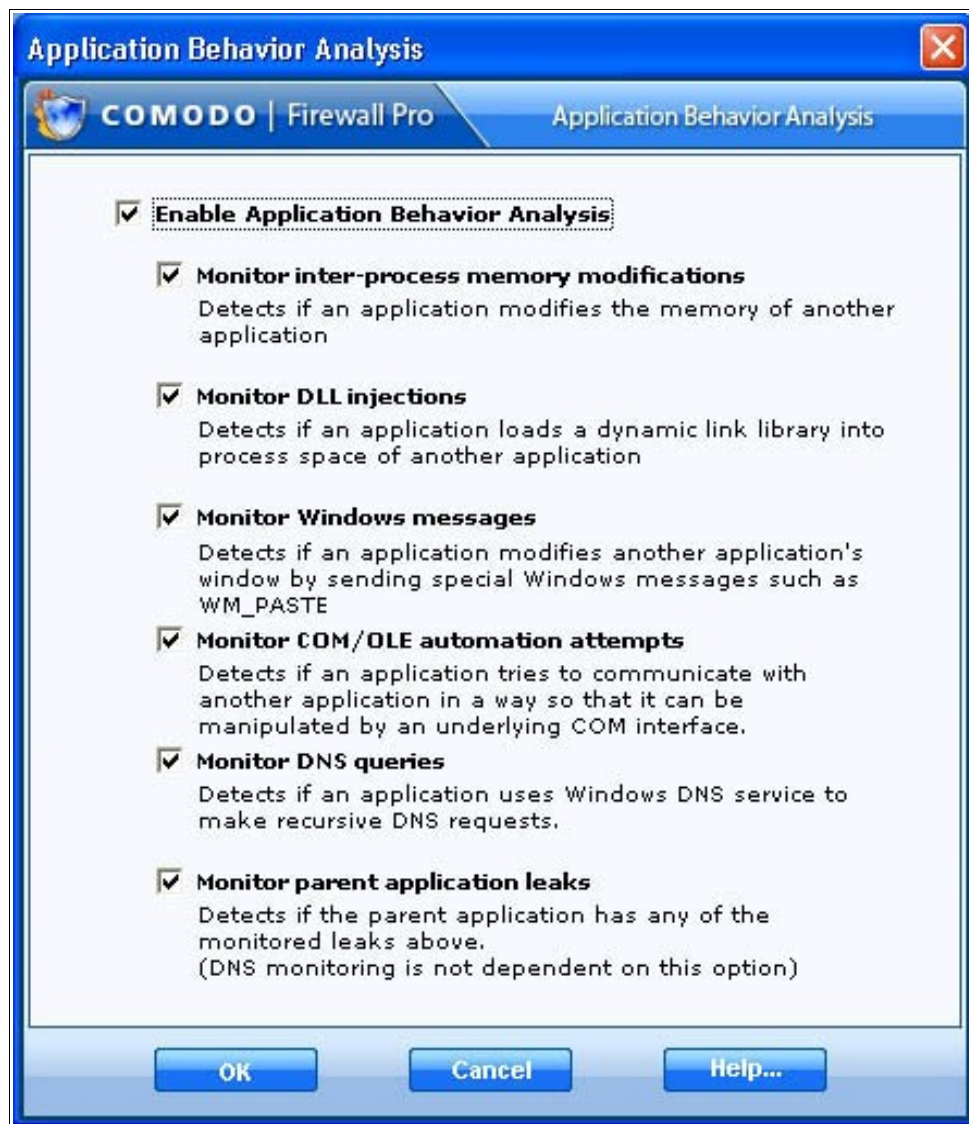 Application Behavior Analysis
COMODO | Firewall Pro
Application Behavior Analysis
Enable Application Behavior Analysis
Monitor inter-process memory modifications
Detects if an application modifies the memory of another
application
Monitor DLL injections
Detects if an application loads a dynamic link library into
process space of another application
Monitor Windows messages
Detects if an application modifies another application's
window by sending special Windows messages such as
WM_PASTE
Monitor COM/OLE automation attempts
Detects if an application tries to communicate with
another application in a way so that it can be
manipulated by an underlying COM interface.
Monitor DNS queries
Detects if an application uses Windows DNS service to
make recursive DNS requests.
Monitor parent application leaks
Detects if the parent application has any of the
monitored leaks above.
(DNS monitoring is not dependent on this option)
OK
Cancel
Help...